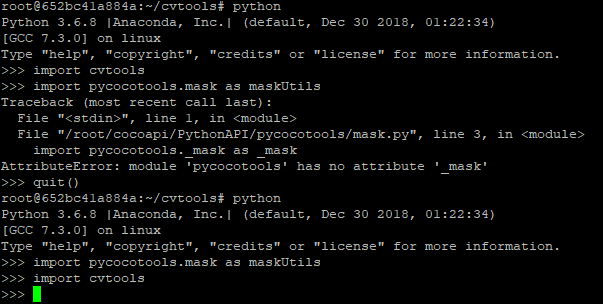 root@652bc41a884a:~/cvtools# python
Python 3.6.8 |Anaconda, Inc.| (default, Dec 30 2018, 01:22:34)
[GCC 7.3.0] on linux
Type "help", "copyright", "credits" or "license" for more information.
>>> import cvtools
>>> import pycocotools.mask as maskUtils
Traceback (most recent call last):
  File "<stdin>", line 1, in <module>
  File "/root/cocoapi/PythonAPI/pycocotools/mask.py", line 3, in <module>
    import pycocotools._mask as _mask
AttributeError: module 'pycocotools' has no attribute '_mask'
>>> quit()
root@652bc41a884a:~/cvtools# python
Python 3.6.8 |Anaconda, Inc.| (default, Dec 30 2018, 01:22:34)
[GCC 7.3.0] on linux
Type "help", "copyright", "credits" or "license" for more information.
>>> import pycocotools.mask as maskUtils
>>> import cvtools
>>>